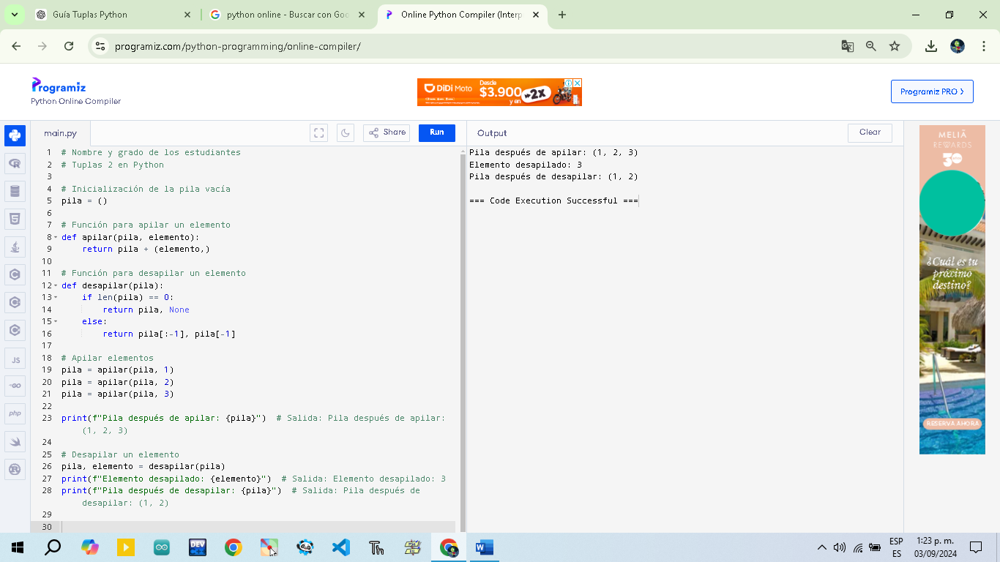 Guía Tuplas Python
python online - Buscar con Goo
Online Python Compiler (Interp
programiz.com/python-programming/online-compiler/
Programiz
Python Online Compiler
DiDi Moto
Desde
$3.900
y en
x2X
Programiz PRO >
main.py
Share
Run
Output
Clear
1 # Nombre y grado de los estudiantes
2 # Tuplas 2 en Python
3
4 # Inicialización de la pila vacía
5 pila = ()
6
7 # Función para apilar un elemento
8 def apilar(pila, elemento):
9 return pila + (elemento,)
10
11 # Función para desapilar un elemento
12 def desapilar(pila):
13 if len(pila) == 0:
14 return pila, None
15 else:
16 return pila[:-1], pila[-1]
17
18 # Apilar elementos
19 pila = apilar(pila, 1)
20 pila = apilar(pila, 2)
21 pila = apilar(pila, 3)
22
23 print(f"Pila después de apilar: {pila}")  # Salida: Pila después de apilar:
(1, 2, 3)
24
25 # Desapilar un elemento
26 pila, elemento = desapilar(pila)
27 print(f"Elemento desapilado: {elemento}")  # Salida: Elemento desapilado: 3
28 print(f"Pila después de desapilar: {pila}")  # Salida: Pila después de
desapilar: (1, 2)
29
30
Pila después de apilar: (1, 2, 3)
Elemento desapilado: 3
Pila después de desapilar: (1, 2)
=== Code Execution Successful ===
JS
GO
php
MELIÃ
REWARDS
30
¿Cuál es tu
próximo
destino?
RESERVA AHORA
DEV
Th
W
ESP
ES
1:23 p. m.
03/09/2024